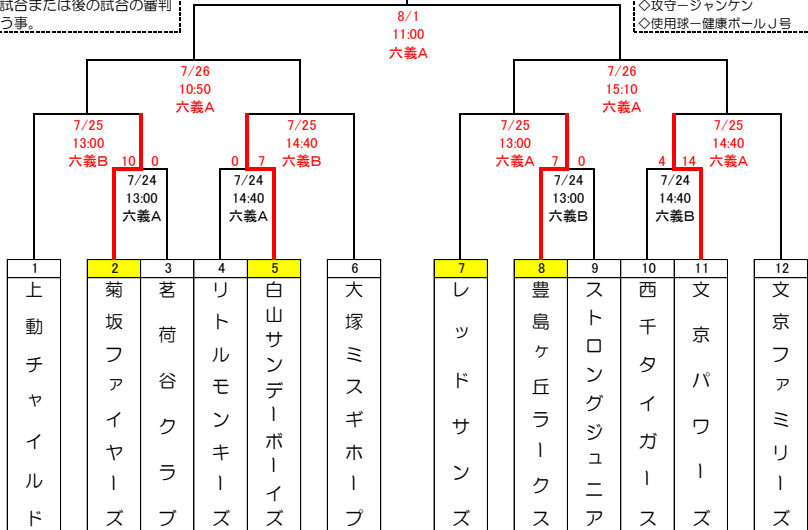 試合または後の試合の審判
う事。
◇攻守ージャンケン
◇使用球ー健康ボールJ号
8/1
11:00
六義A
7/26
10:50
六義A
7/26
15:10
六義A
7/25
13:00
六義B
7/25
14:40
六義B
7/25
13:00
六義A
7/25
14:40
六義A
10 0
0 7
7 0
4 14
7/24
13:00
六義A
7/24
14:40
六義A
7/24
13:00
六義B
7/24
14:40
六義B
1 2 3 4 5 6 7 8 9 10 11 12
上動チャイルド
菊坂ファイヤーズ
茗荷谷クラブ
リトルモンキーズ
白山サンデーボーイズ
大塚ミスギホープ
レッドサンズ
豊島ヶ丘ラークス
ストロングジュニア
西千タイガース
文京パワーズ
文京ファミリーズ